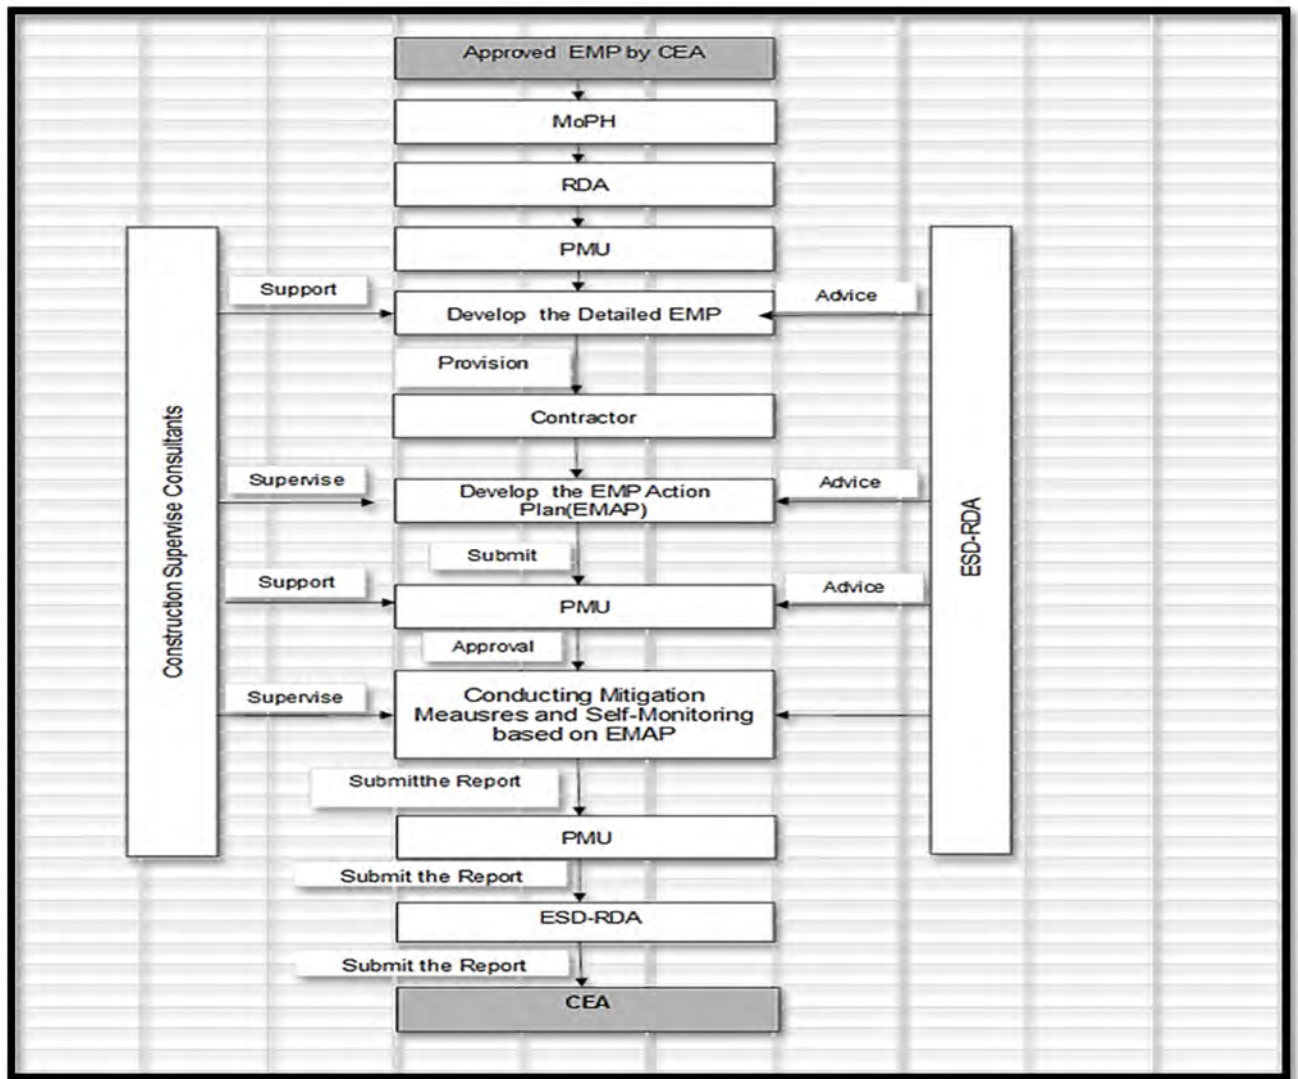 Approved EMP by CEA
MoPH
RDA
PMU
Support
Advice
Develop the Detailed EMP
Provision
Contractor
Supervise
Advice
Develop the EMP Action
Plan(EMAP)
Submit
Support
Advice
PMU
Approval
Supervise
Conducting Mitigation
Meausres and Self-Monitoring
based on EMAP
Submitthe Report
PMU
Submit the Report
ESD-RDA
Submit the Report
CEA
Construction Supervise Consultants
ESD-RDA